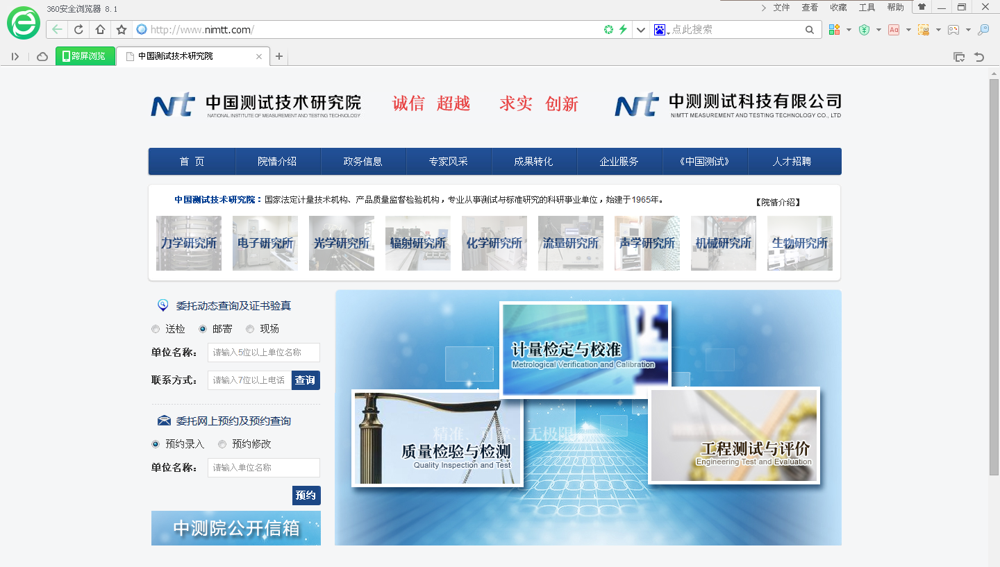 360安全浏览器 8.1
文件 查看 收藏 工具 帮助
http://www.nimtt.com/
点此搜索
跨屏浏览
中国测试技术研究院
中国测试技术研究院
NATIONAL INSTITUTE OF MEASUREMENT AND TESTING TECHNOLOGY
诚信 超越 求实 创新
中测测试科技有限公司
NIMTT MEASUREMENT AND TESTING TECHNOLOGY CO., LTD
首 页 院情介绍 政务信息 专家风采 成果转化 企业服务 《中国测试》 人才招聘
中国测试技术研究院：国家法定计量技术机构、产品质量监督检验机构，专业从事测试与标准研究的科研事业单位，始建于1965年。
【院情介绍】
力学研究所 电子研究所 光学研究所 辐射研究所 化学研究所 流量研究所 声学研究所 机械研究所 生物研究所
委托动态查询及证书验真
送检 邮寄 现场
单位名称： 请输入5位以上单位名称
联系方式： 请输入7位以上电话 查询
委托网上预约及预约查询
预约录入 预约修改
单位名称： 请输入单位名称
预约
中测院公开信箱
计量检定与校准
Metrological Verification and Calibration
质量检验与检测
Quality Inspection and Test
工程测试与评价
Engineering Test and Evaluation